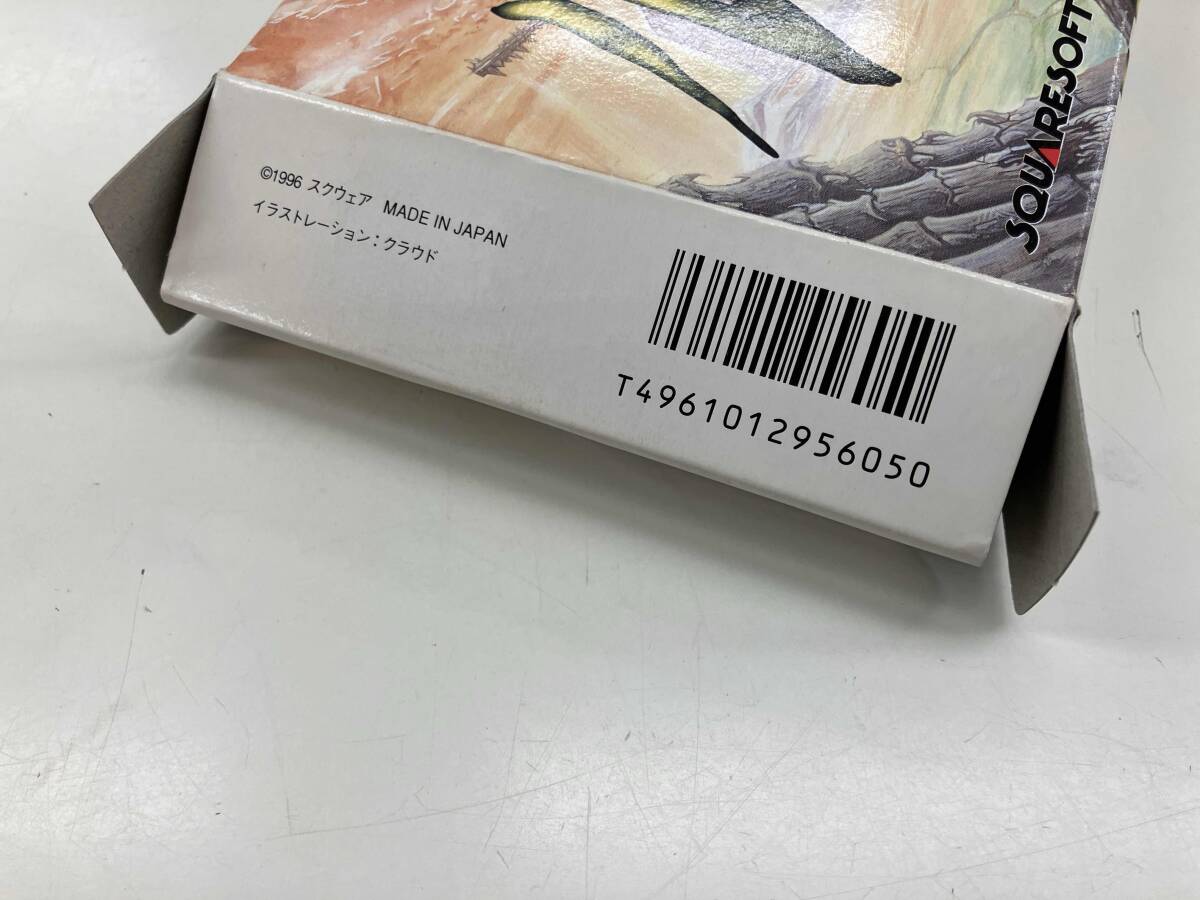 SQUARESOFT
©1996 スクウェア MADE IN JAPAN
イラストレーション：クラウド
T4961012956050